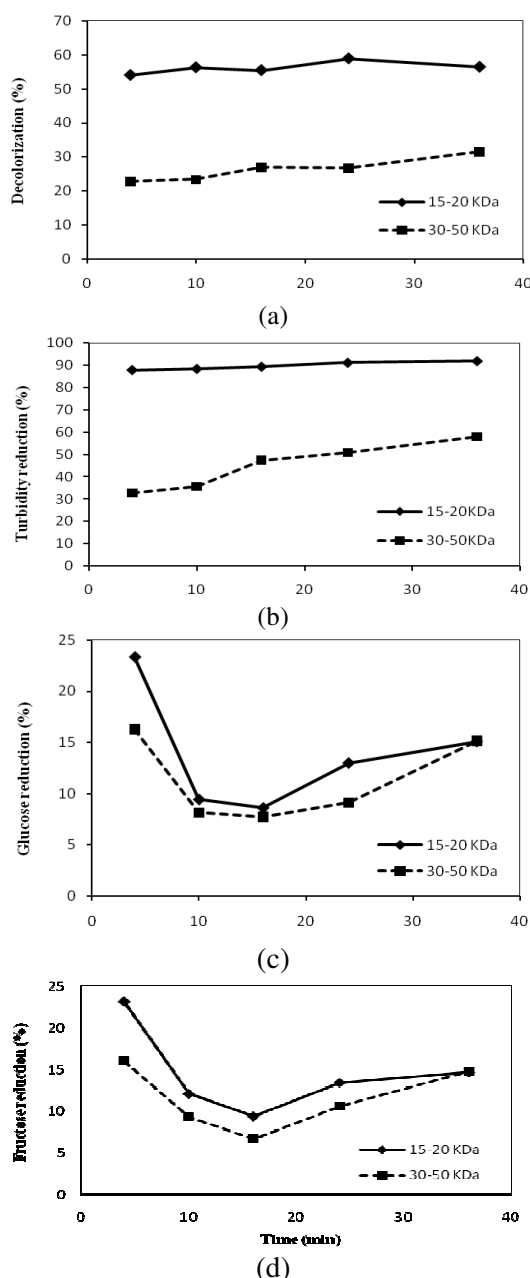 70
60
50
40
30
20
10
0
Decolorization (%)
15-20 KDa
30-50 KDa
0 10 20 30 40
(a)
100
90
80
70
60
50
40
30
20
10
0
Turbidity reduction (%)
15-20KDa
30-50KDa
0 10 20 30 40
(b)
25
20
15
10
5
0
Glucose reduction (%)
15-20 KDa
30-50 KDa
0 10 20 30 40
(c)
25
20
15
10
5
0
Fructose reduction (%)
15-20 KDa
30-50 KDa
0 10 20 30 40
Time (min)
(d)